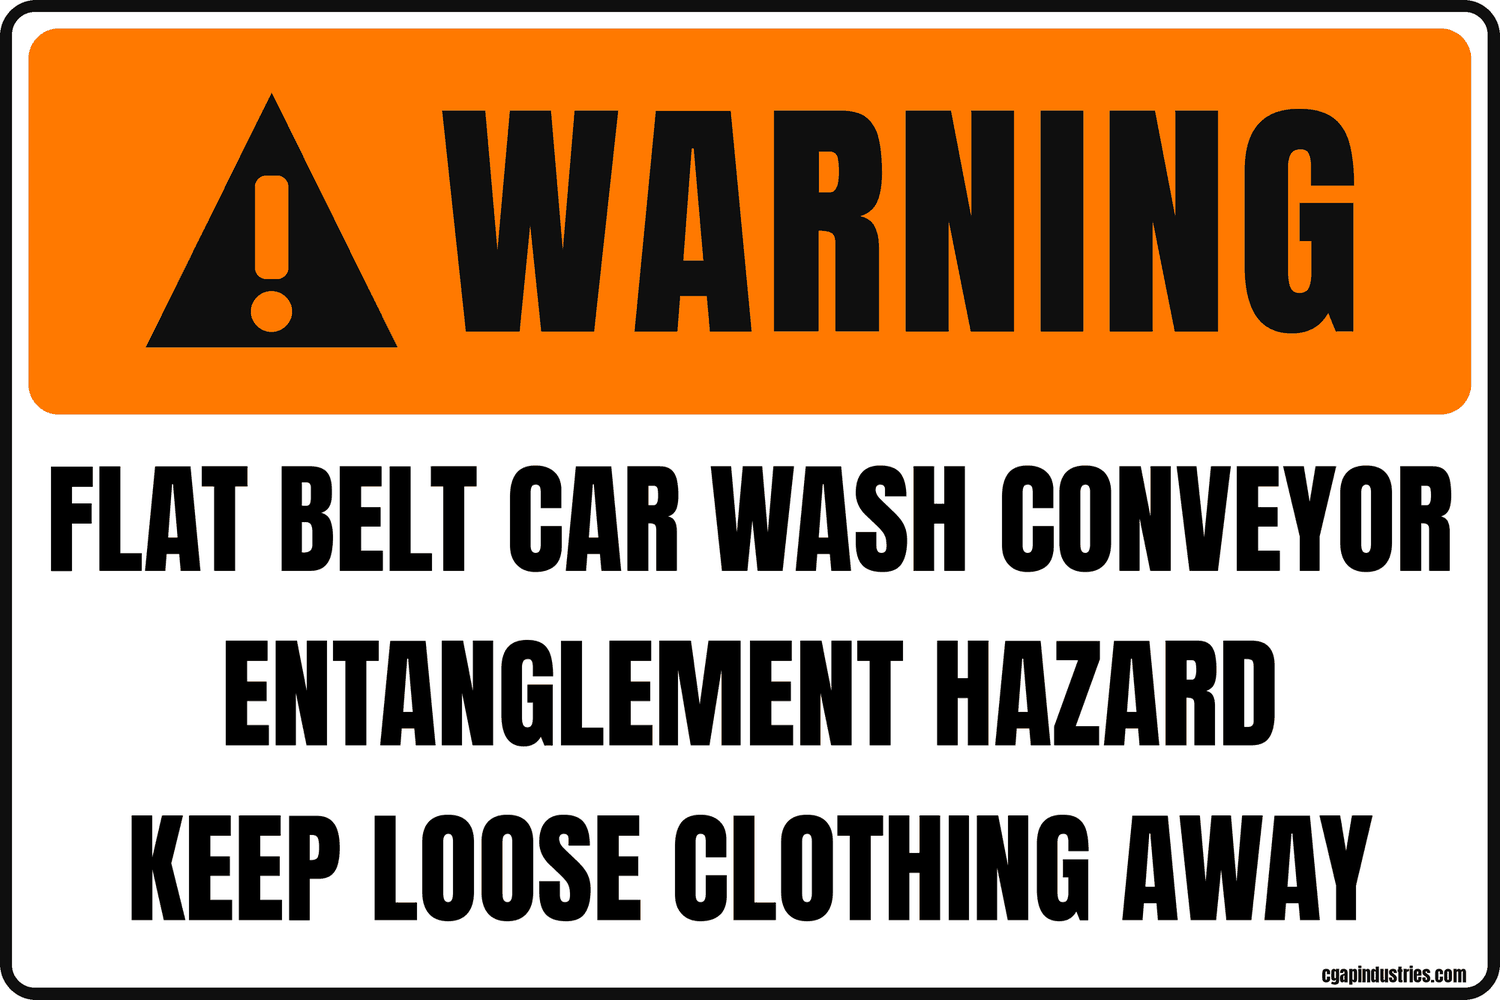 WARNING
FLAT BELT CAR WASH CONVEYOR
ENTANGLEMENT HAZARD
KEEP LOOSE CLOTHING AWAY
cgapindustries.com